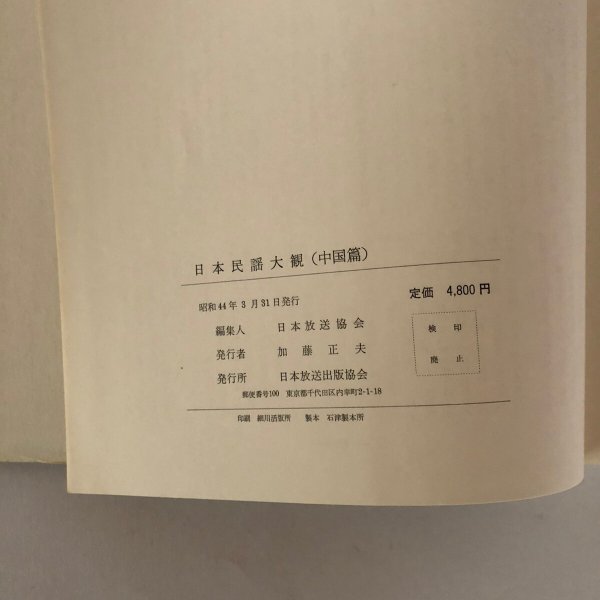 日本民謡大観（中国篇）
昭和44年3月31日発行
定価 4,800円
編集人 日本放送協会
発行者 加藤正夫
発行所 日本放送出版協会
郵便番号100 東京都千代田区内幸町2-1-18
検印
廃止
印刷 細川活版所 製本 石津製本所